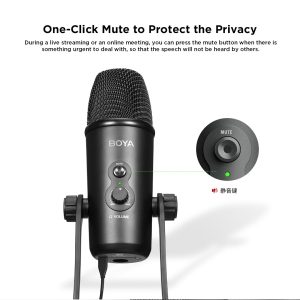 One-Click Mute to Protect the Privacy
During a live streaming or an online meeting, you can press the mute button when there is
something urgent to deal with, so that the speech will not be heard by others.
BOYA
MUTE
VOLUME
MUTE
静音键